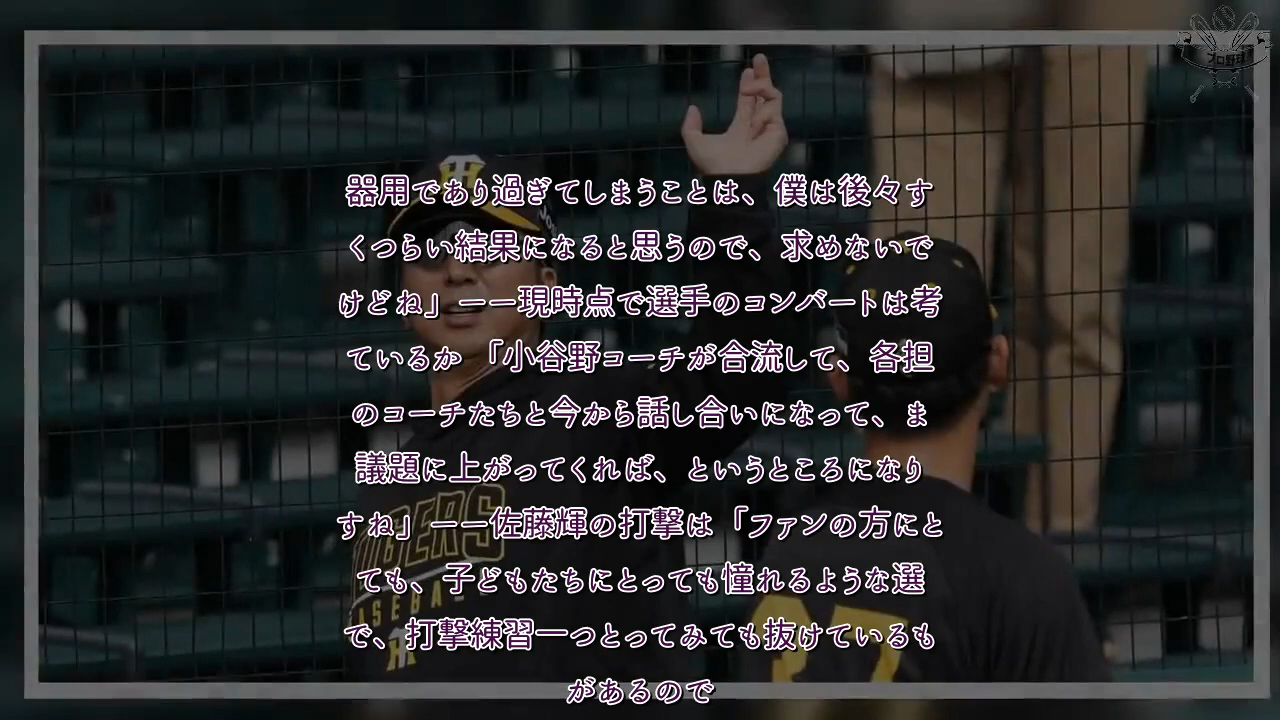 プロ野球
器用であり過ぎてしまうことは、僕は後々す
くつらい結果になると思うので、求めないで
けどね」ーー現時点で選手のコンバートは考
ているか 「小谷野コーチが合流して、各担
のコーチたちと今から話し合いになって、ま
議題に上がってくれば、というところになり
すね」ーー佐藤輝の打撃は「ファンの方にと
ても、子どもたちにとっても憧れるような選
で、打撃練習一つとってみても抜けているも
があるので
TIGERS
BASEBA